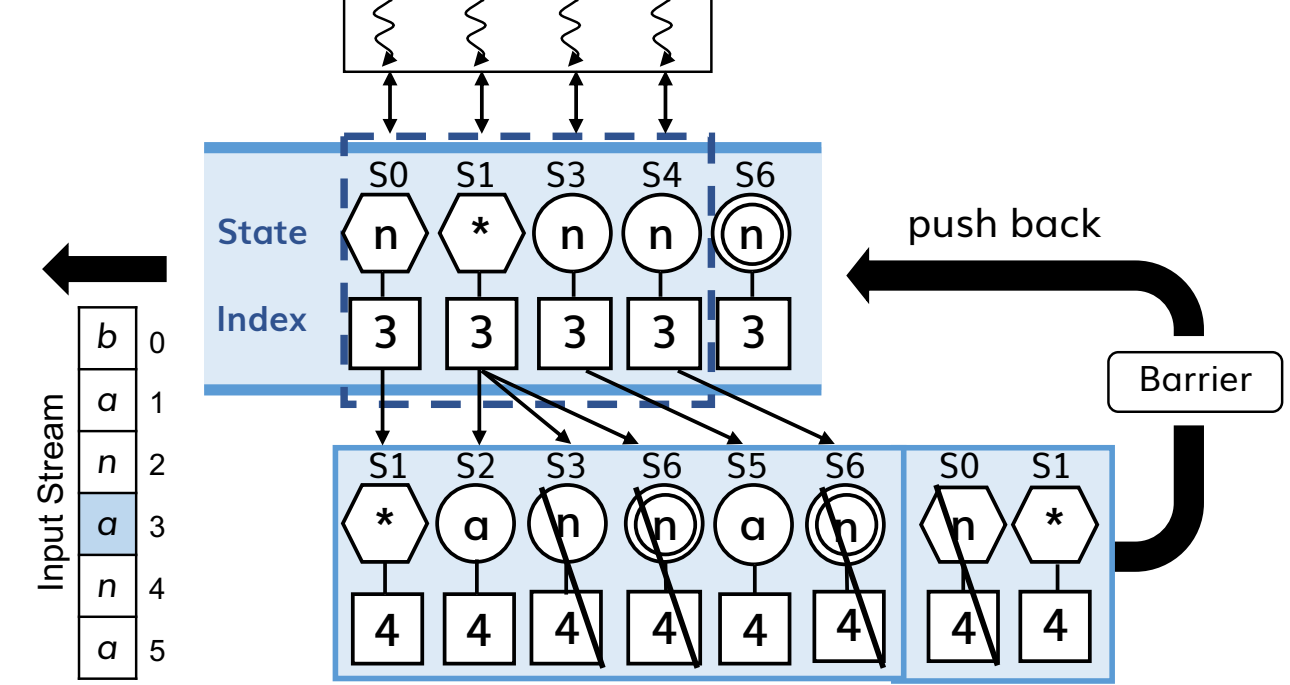 S0 S1 S3 S4 S6
State n * n n n
push back
Index 3 3 3 3 3
Barrier
Input Stream
b 0
a 1
n 2
a 3
n 4
a 5
S1 S2 S3 S6 S5 S6 S0 S1
* a n n a n n *
4 4 4 4 4 4 4 4